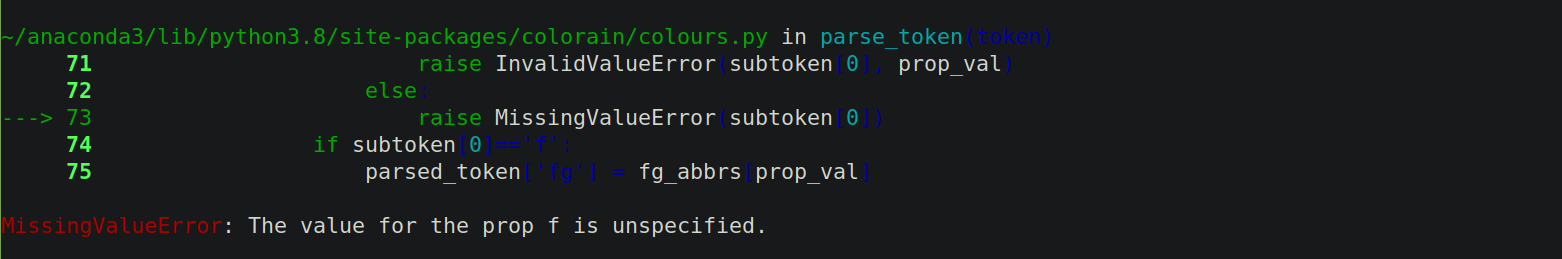 ~/anaconda3/lib/python3.8/site-packages/colorain/colours.py in parse_token(token)
     71                         raise InvalidValueError(subtoken[0], prop_val)
     72                     else:
---> 73                         raise MissingValueError(subtoken[0])
     74                 if subtoken[0]=='f':
     75                     parsed_token['fg'] = fg_abbrs[prop_val]
MissingValueError: The value for the prop f is unspecified.